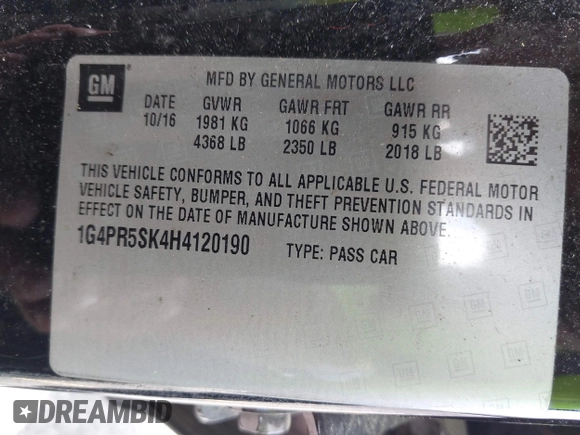 GM
MFD BY GENERAL MOTORS LLC
DATE GVWR GAWR FRT GAWR RR
10/16 1981 KG 1066 KG 915 KG
4368 LB 2350 LB 2018 LB
THIS VEHICLE CONFORMS TO ALL APPLICABLE U.S. FEDERAL MOTOR
VEHICLE SAFETY, BUMPER, AND THEFT PREVENTION STANDARDS IN
EFFECT ON THE DATE OF MANUFACTURE SHOWN ABOVE.
1G4PR5SK4H4120190 TYPE: PASS CAR
DREAMBID